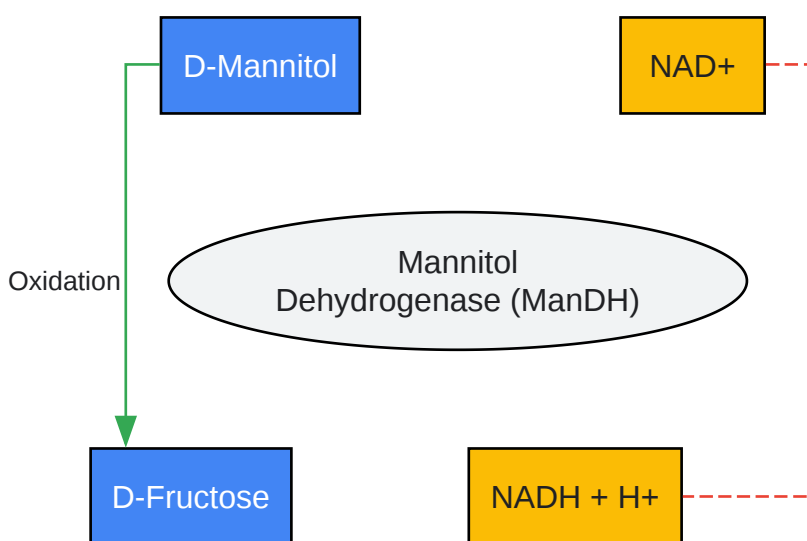 D-Mannitol
NAD+
Mannitol
Dehydrogenase (ManDH)
Oxidation
D-Fructose
NADH + H+